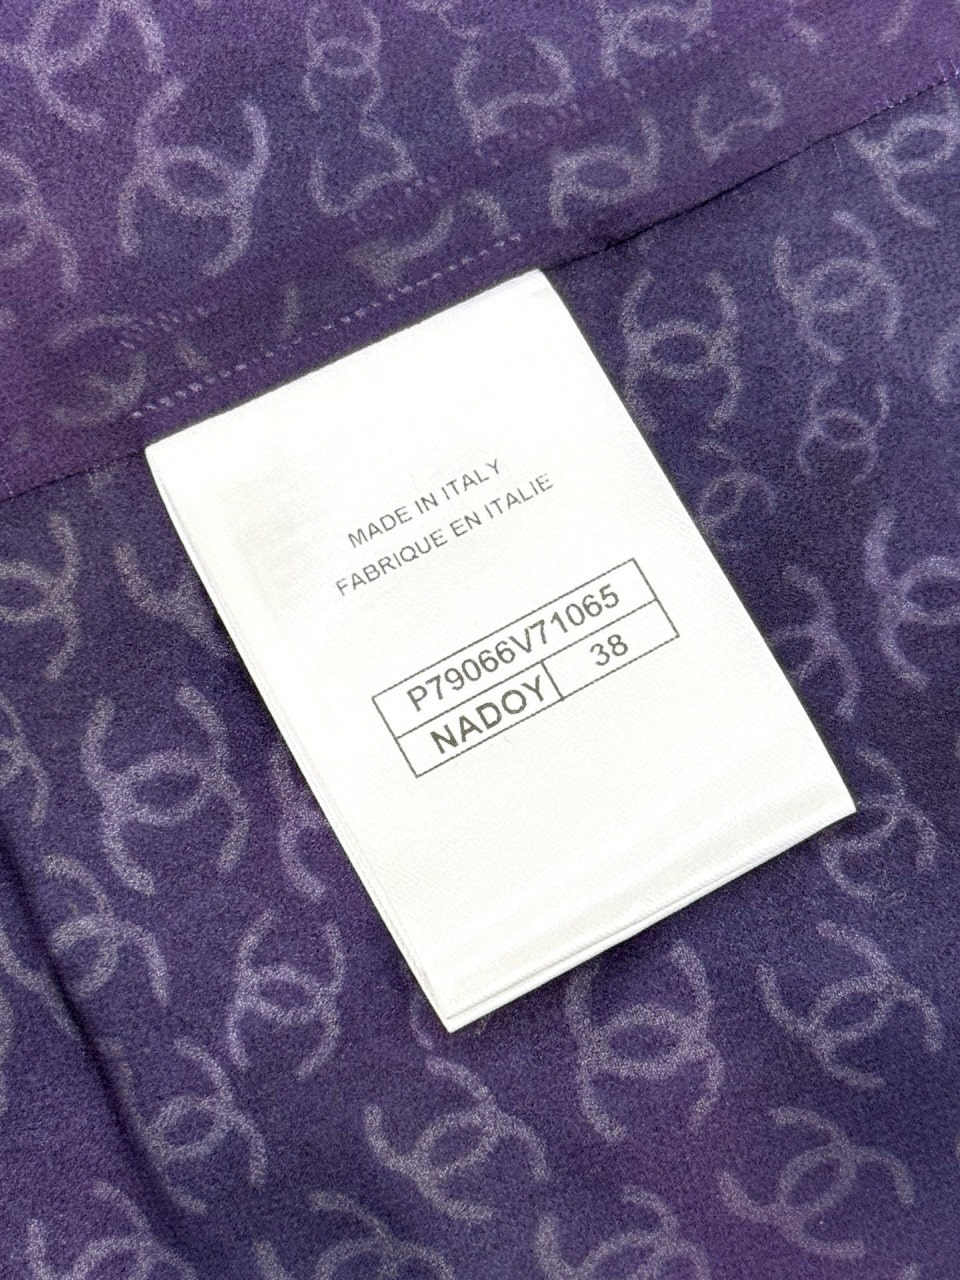 MADE IN ITALY
FABRIQUE EN ITALIE
P79066V71065
NADOY 38